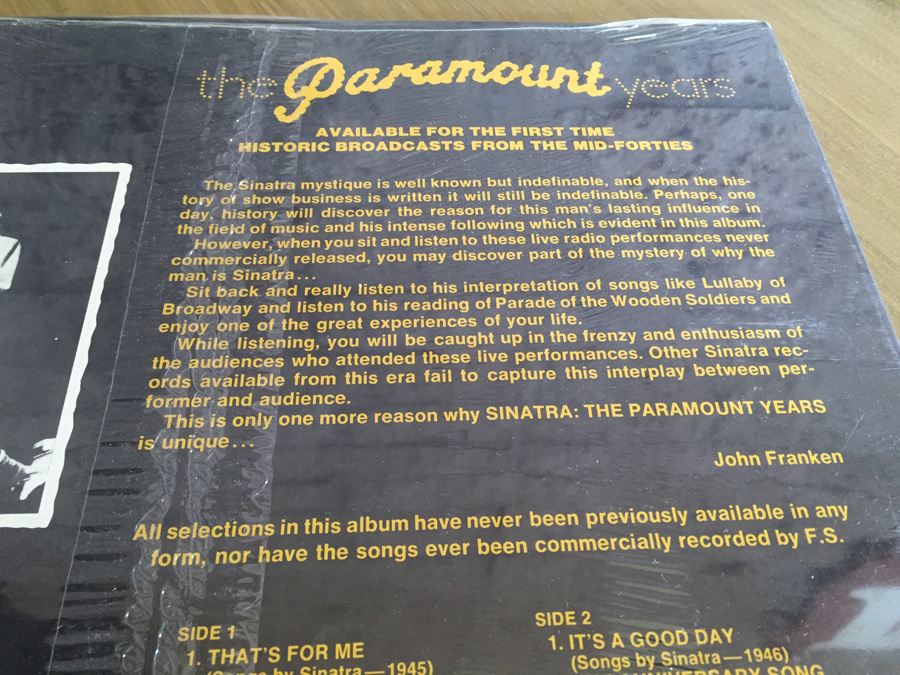 the Paramount years
AVAILABLE FOR THE FIRST TIME
HISTORIC BROADCASTS FROM THE MID-FORTIES
The Sinatra mystique is well known but indefinable, and when the his-
tory of show business is written it will still be indefinable. Perhaps, one
day, history will discover the reason for this man's lasting influence in
the field of music and his intense following which is evident in this album.
However, when you sit and listen to these live radio performances never
commercially released, you may discover part of the mystery of why the
man is Sinatra...
Sit back and really listen to his interpretation of songs like Lullaby of
Broadway and listen to his reading of Parade of the Wooden Soldiers and
enjoy one of the great experiences of your life.
While listening, you will be caught up in the frenzy and enthusiasm of
the audiences who attended these live performances. Other Sinatra rec-
ords available from this era fail to capture this interplay between per-
former and audience.
This is only one more reason why SINATRA: THE PARAMOUNT YEARS
is unique...
John Franken
All selections in this album have never been previously available in any
form, nor have the songs ever been commercially recorded by F.S.
SIDE 1
1. THAT'S FOR ME
(Songs by Sinatra—1945)
SIDE 2
1. IT'S A GOOD DAY
(Songs by Sinatra—1946)
ANNIVERSARY SONG